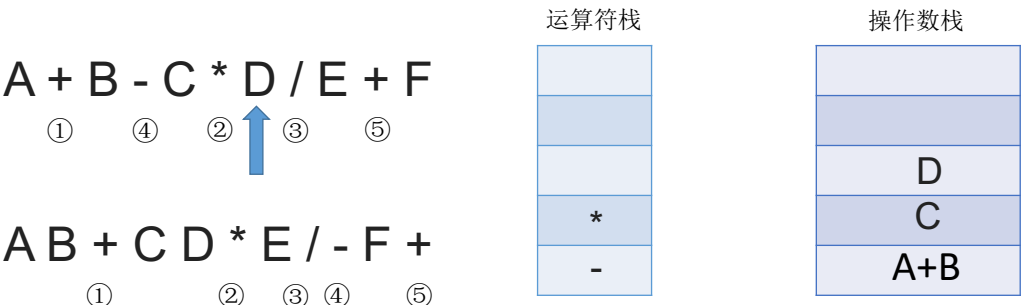 运算符栈
操作数栈
A + B - C * D / E + F
① ④ ② ③ ⑤
D
* C
- A+B
A B + C D * E / - F +
① ② ③ ④ ⑤